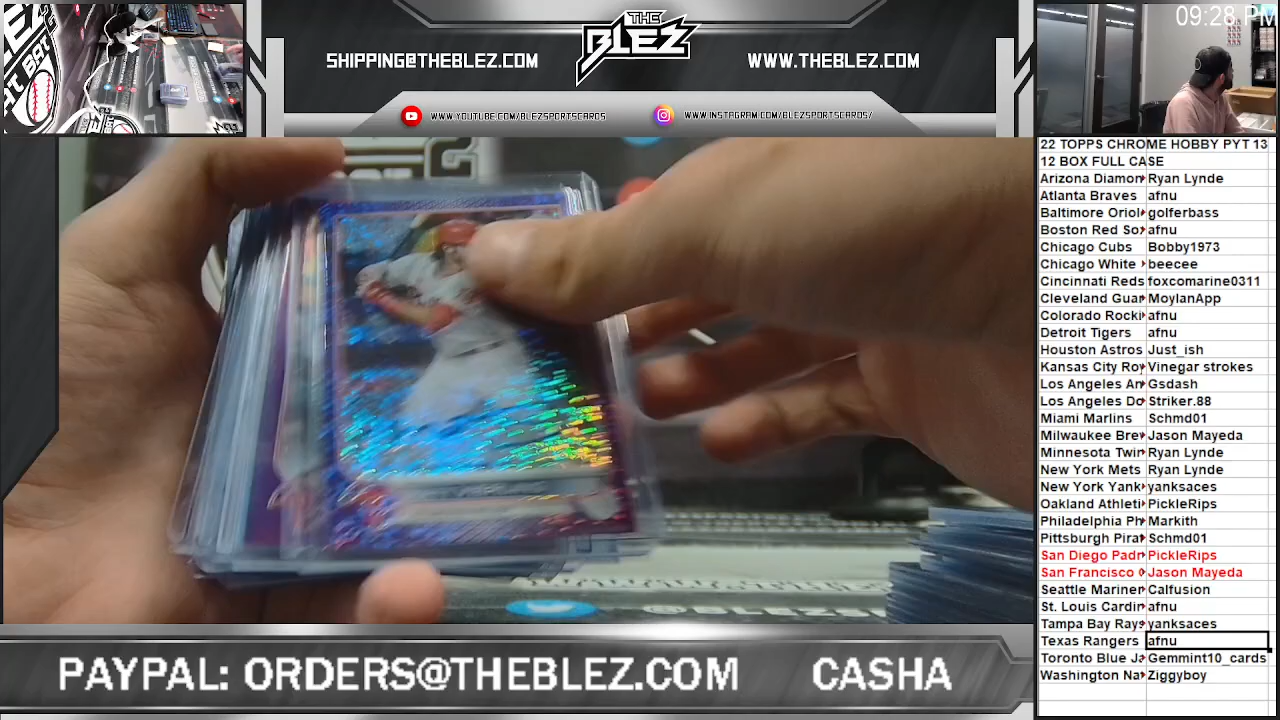 THE
BLEZ
SHIPPING@THEBLEZ.COM
WWW.THEBLEZ.COM
WWW.YOUTUBE.COM/BLEZSPORTSCARDS
WWW.INSTAGRAM.COM/BLEZSPORTSCARDS/
09:28 PM
22 TOPPS CHROME HOBBY PYT 13
12 BOX FULL CASE
Arizona Diamon Ryan Lynde
Atlanta Braves afnu
Baltimore Oriol golferbass
Boston Red So afnu
Chicago Cubs Bobby1973
Chicago White beecee
Cincinnati Reds foxcomarine0311
Cleveland Guar MoylanApp
Colorado Rocki afnu
Detroit Tigers afnu
Houston Astros Just_ish
Kansas City Roy Vinegar strokes
Los Angeles An Gsdash
Los Angeles Do Striker.88
Miami Marlins Schmd01
Milwaukee Brew Jason Mayeda
Minnesota Twin Ryan Lynde
New York Mets Ryan Lynde
New York Yank yanksaces
Oakland Athleti PickleRips
Philadelphia Ph Markith
Pittsburgh Pirat Schmd01
San Diego Padr PickleRips
San Francisco Jason Mayeda
Seattle Mariner Calfusion
St. Louis Cardin afnu
Tampa Bay Rays yanksaces
Texas Rangers afnu
Toronto Blue Ja Gemmint10_cards
Washington Na Ziggyboy
PAYPAL: ORDERS@THEBLEZ.COM
CASHA